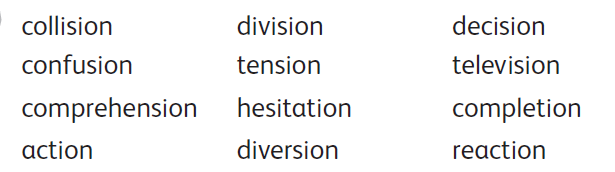 collision division decision
confusion tension television
comprehension hesitation completion
action diversion reaction